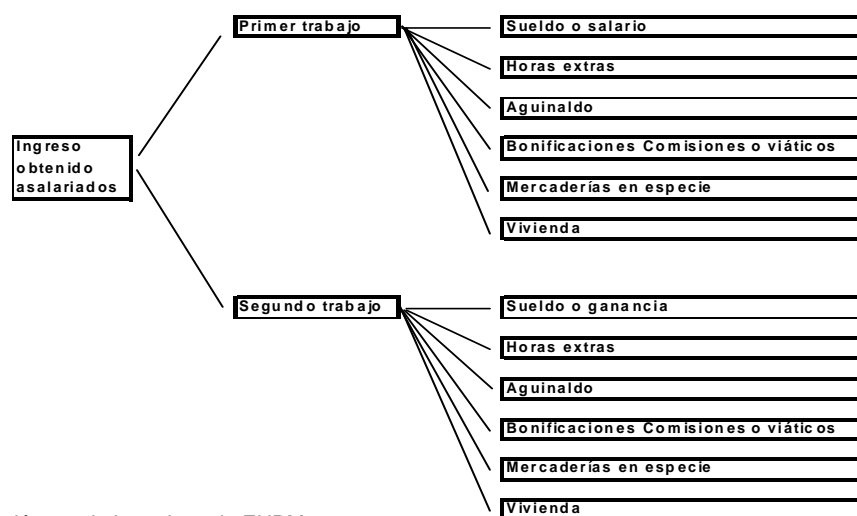 Primer trabajo
Sueldo o salario
Horas extras
Aguinaldo
Bonificaciones Comisiones o viáticos
Mercaderías en especie
Vivienda
Ingreso
obtenido
asalariados
Segundo trabajo
Sueldo o ganancia
Horas extras
Aguinaldo
Bonificaciones Comisiones o viáticos
Mercaderías en especie
Vivienda